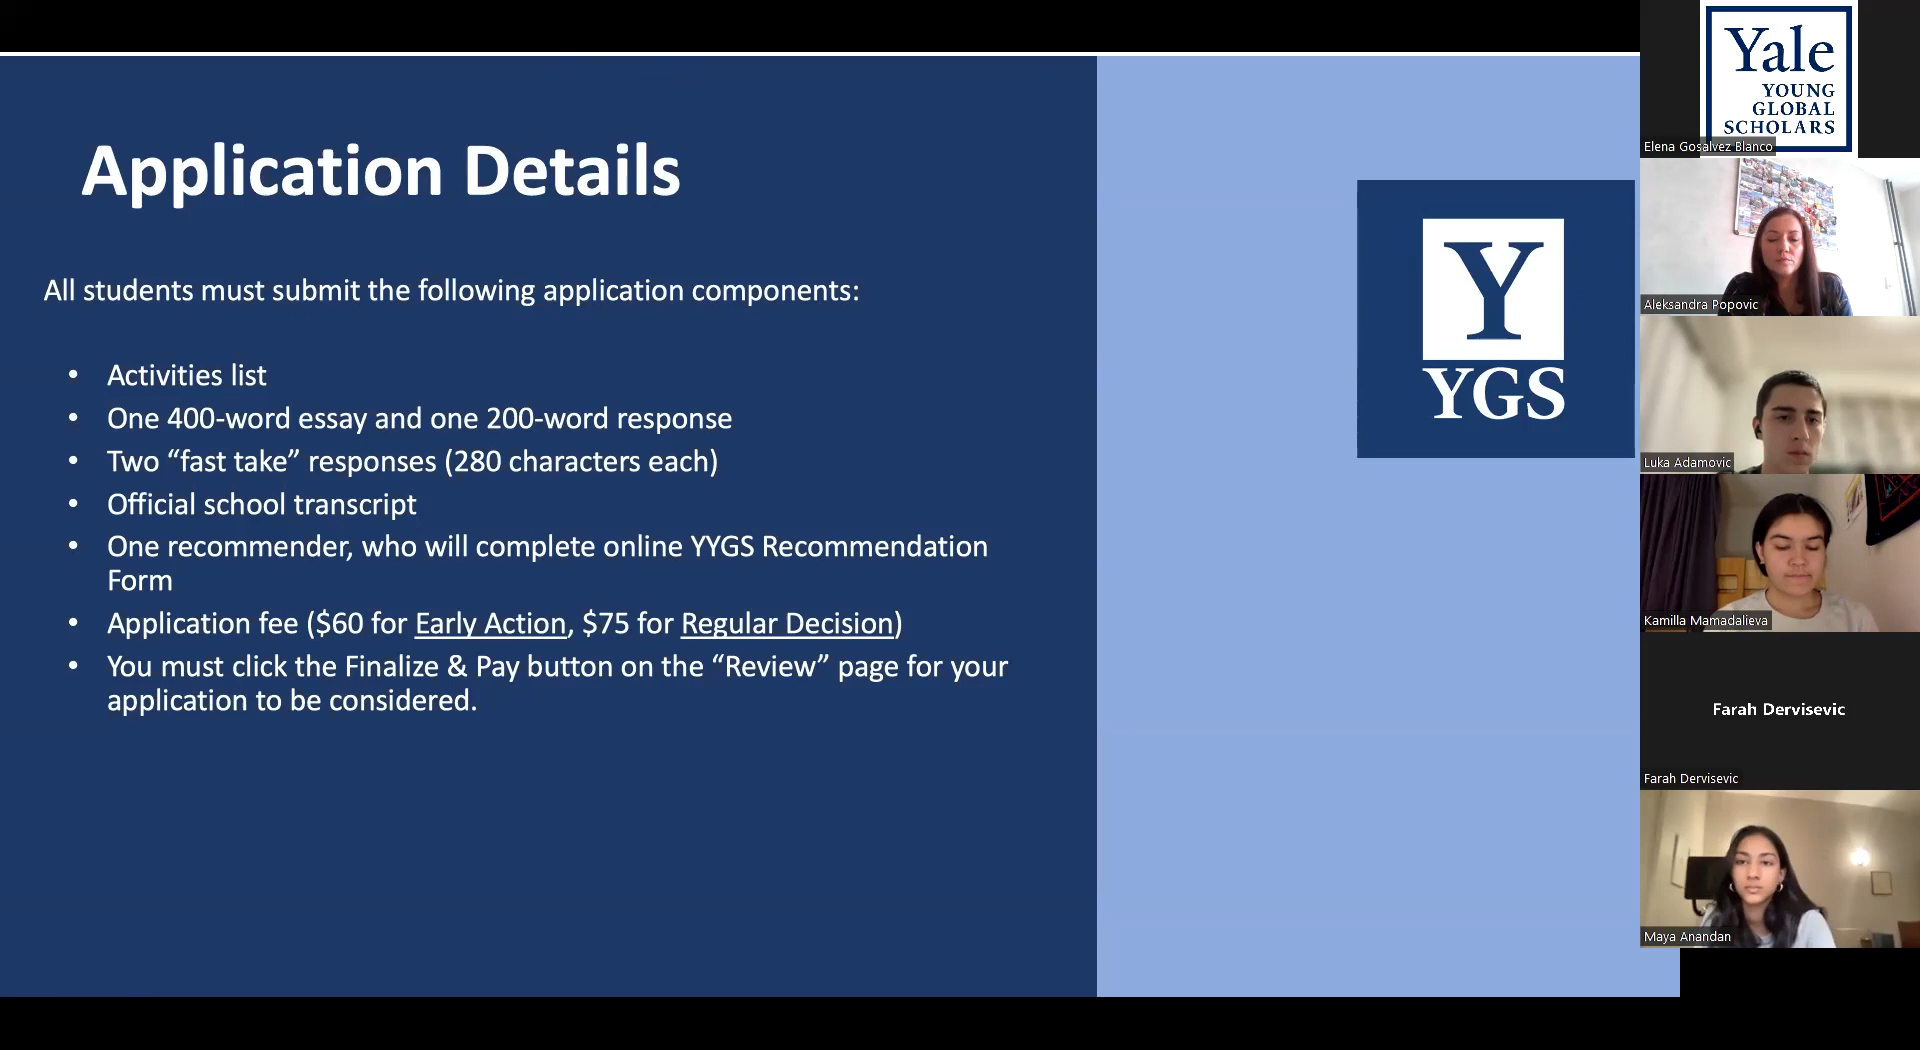 Application Details
All students must submit the following application components:
• Activities list
• One 400-word essay and one 200-word response
• Two “fast take” responses (280 characters each)
• Official school transcript
• One recommender, who will complete online YYGS Recommendation
Form
• Application fee ($60 for Early Action, $75 for Regular Decision)
• You must click the Finalize & Pay button on the “Review” page for your
application to be considered.
Y
YGS
Yale
YOUNG
GLOBAL
SCHOLARS
Elena Gosalvez Blanco
Aleksandra Popovic
Luka Adamovic
Kamilla Mamadalieva
Farah Dervisevic
Farah Dervisevic
Maya Anandan